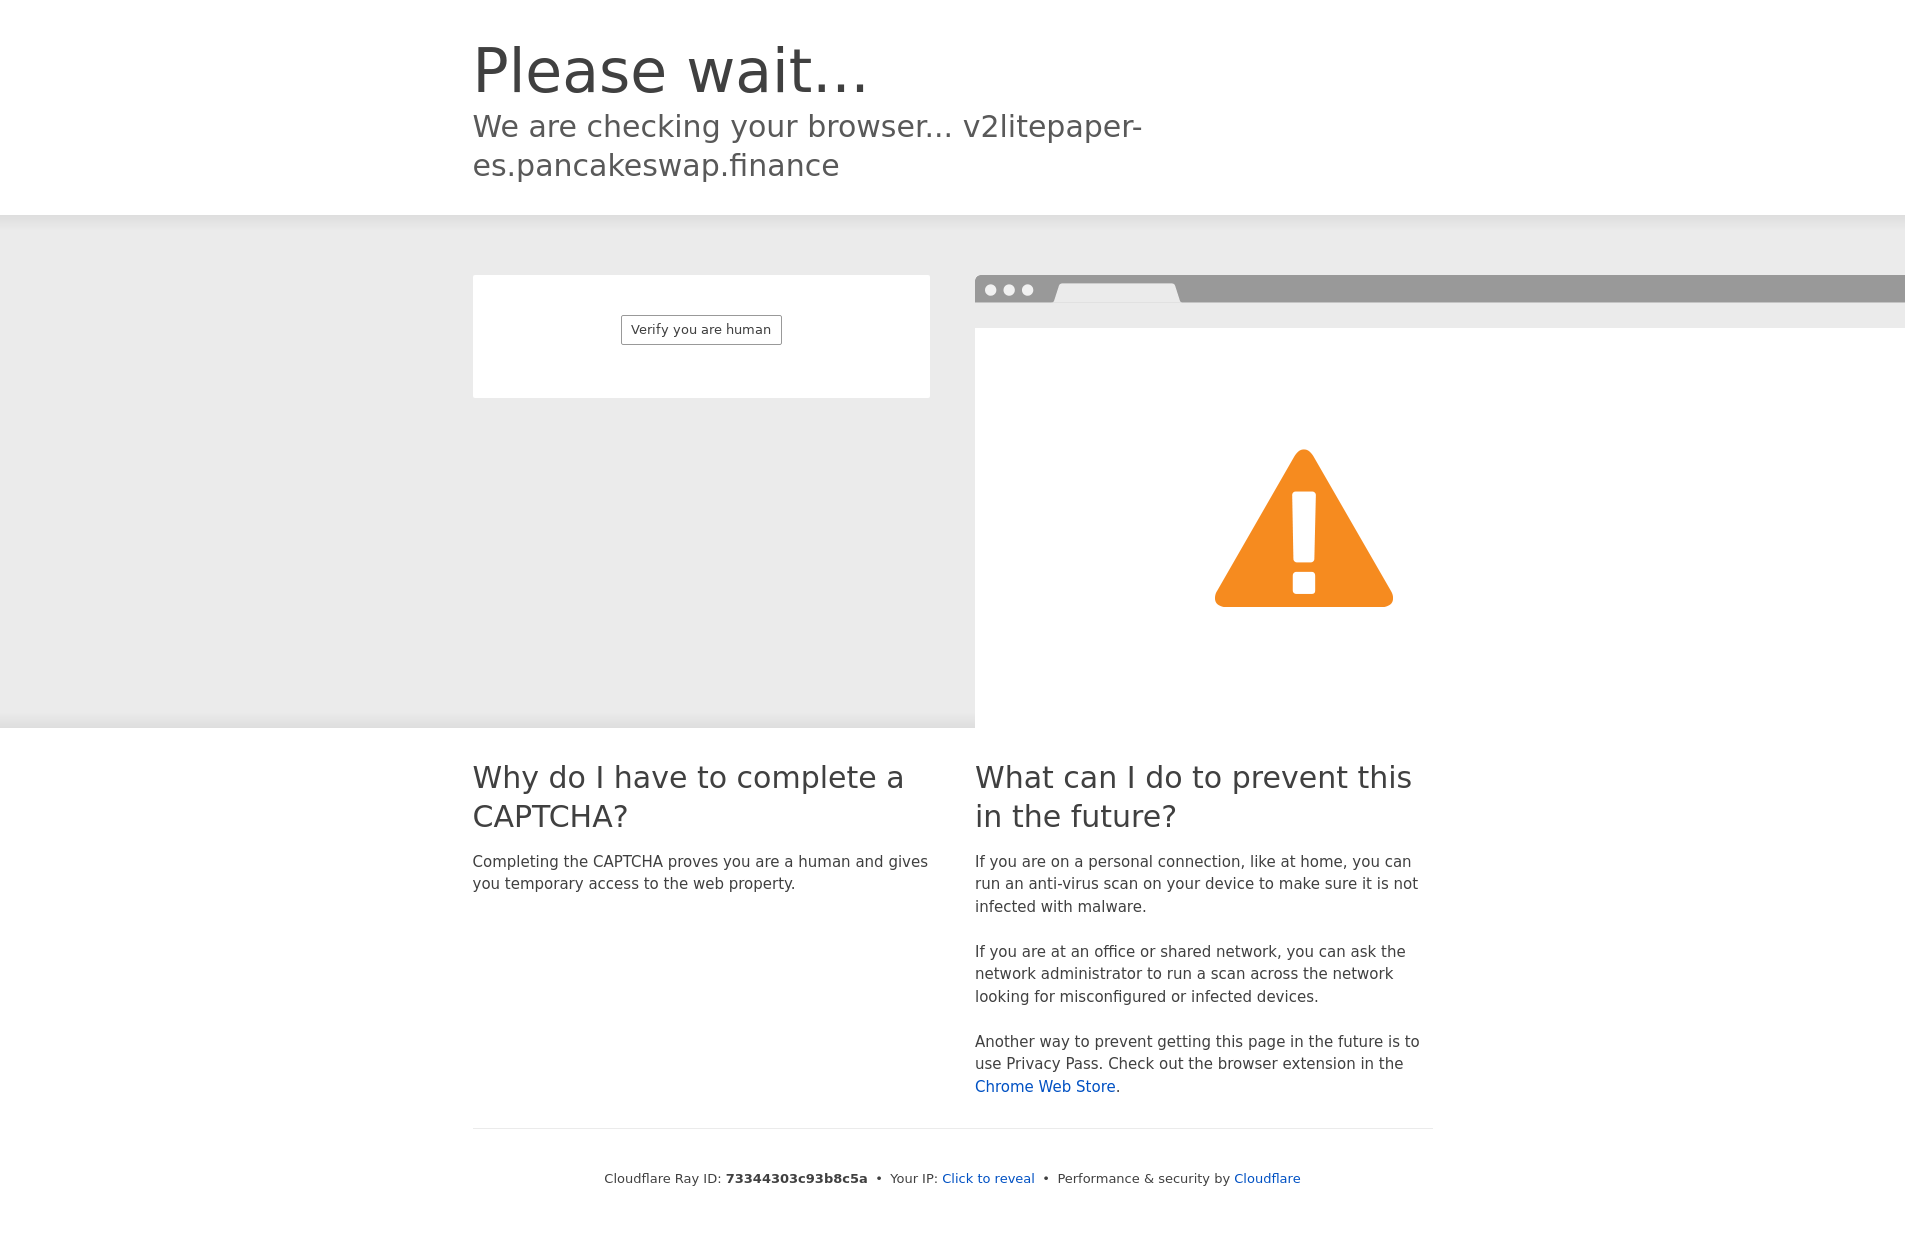 Please wait...
We are checking your browser... v2litepaper-
es.pancakeswap.finance
Verify you are human
Why do I have to complete a
CAPTCHA?
Completing the CAPTCHA proves you are a human and gives
you temporary access to the web property.
What can I do to prevent this
in the future?
If you are on a personal connection, like at home, you can
run an anti-virus scan on your device to make sure it is not
infected with malware.
If you are at an office or shared network, you can ask the
network administrator to run a scan across the network
looking for misconfigured or infected devices.
Another way to prevent getting this page in the future is to
use Privacy Pass. Check out the browser extension in the
Chrome Web Store.
Cloudflare Ray ID: 73344303c93b8c5a • Your IP: Click to reveal • Performance & security by Cloudflare